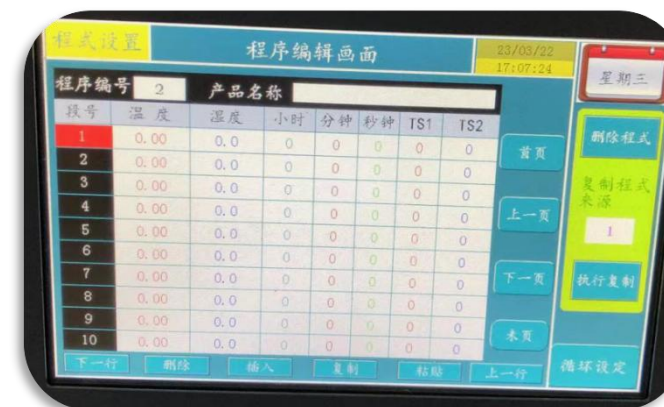 程式设置 程序编辑画面 23/03/22
17:07:24
星期三
程序编号 2 产品名称
段号 温 度 湿度 小时 分钟 秒钟 TS1 TS2
1 0.00 0.0 0 0 0 0 0
2 0.00 0.0 0 0 0 0 0
3 0.00 0.0 0 0 0 0 0
4 0.00 0.0 0 0 0 0 0
5 0.00 0.0 0 0 0 0 0
6 0.00 0.0 0 0 0 0 0
7 0.00 0.0 0 0 0 0 0
8 0.00 0.0 0 0 0 0 0
9 0.00 0.0 0 0 0 0 0
10 0.00 0.0 0 0 0 0 0
首页
上一页
下一页
末页
删除程式
复制程式
来源
1
执行复制
循环设定
下一行 删除 插入 复制 粘贴 上一行